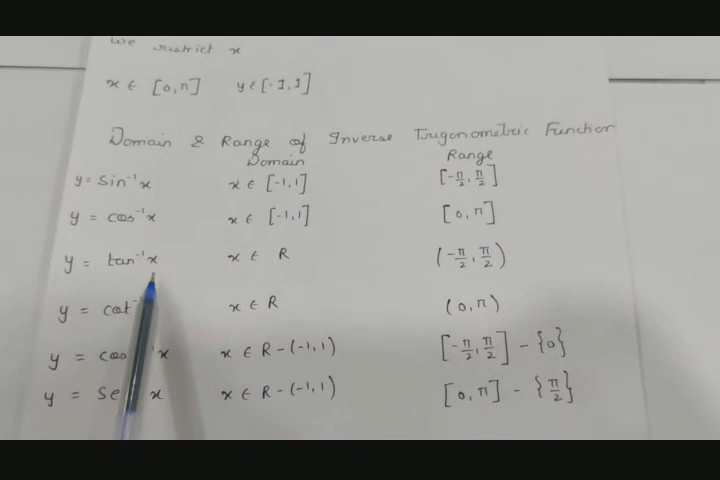 we restrict x
x ∈ [0, π] y ∈ [-1, 1]
Domain & Range of Inverse Trigonometric Function
Domain Range
y = sin⁻¹x x ∈ [-1, 1] [-π/2, π/2]
y = cos⁻¹x x ∈ [-1, 1] [0, π]
y = tan⁻¹x x ∈ R (-π/2, π/2)
y = cot⁻¹ x ∈ R (0, π)
y = x x ∈ R - (-1, 1) [-π/2, π/2] - {0}
y = x x ∈ R - (-1, 1) [0, π] - {π/2}